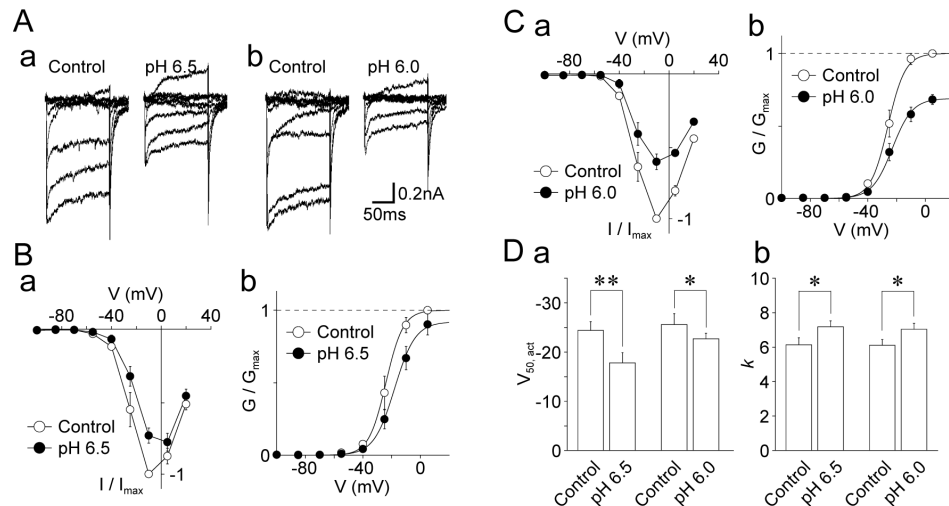 A
a
Control
pH 6.5
b
Control
pH 6.0
0.2nA
50ms
B
a
V (mV)
-80
-40
0
40
Control
pH 6.5
I / Imax
-1
b
1
Control
pH 6.5
G / Gmax
0
-80
-40
0
V (mV)
C
a
V (mV)
-80
-40
0
40
Control
pH 6.0
I / Imax
-1
b
1
Control
pH 6.0
G / Gmax
0
-80
-40
0
V (mV)
D
a
**
*
-30
-20
-10
0
V50, act
Control
pH 6.5
Control
pH 6.0
b
*
*
10
8
6
4
2
0
k
Control
pH 6.5
Control
pH 6.0